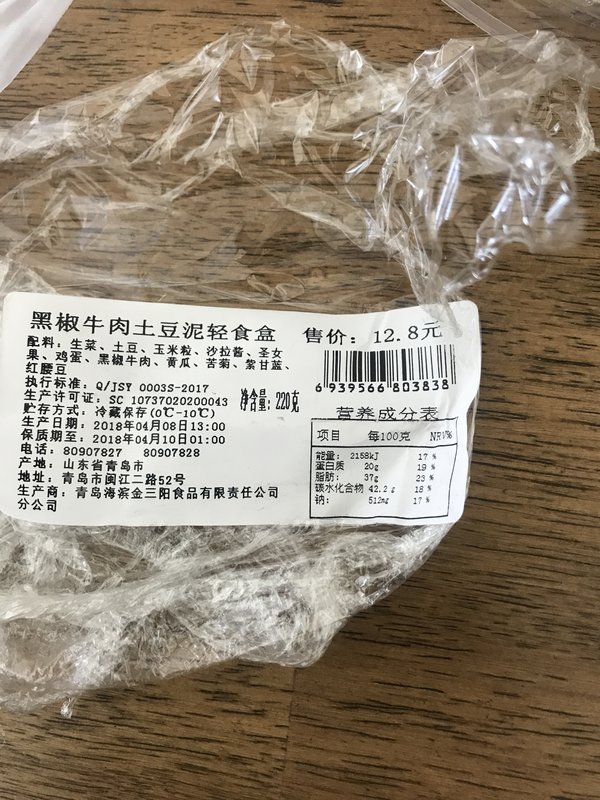 黑椒牛肉土豆泥轻食盒 售价：12.8元
配料：生菜、土豆、玉米粒、沙拉酱、圣女
果、鸡蛋、黑椒牛肉、黄瓜、苦菊、紫甘蓝、
红腰豆
执行标准：Q/JSY 0003S-2017
生产许可证：SC 10737020200043
贮存方式：冷藏保存(0℃-10℃)
生产日期：2018年04月08日13:00
保质期至：2018年04月10日01:00
电话：80907827 80907828
产地：山东省青岛市
地址：青岛市闽江二路52号
生产商：青岛海滨金三阳食品有限责任公司
分公司
净含量：220克
6 939566 803838
营养成分表
项目 每100克 NRV%
能量： 2158kJ 17%
蛋白质 20g 19%
脂肪： 37g 23%
碳水化合物 42.2g 18%
钠： 512mg 17%